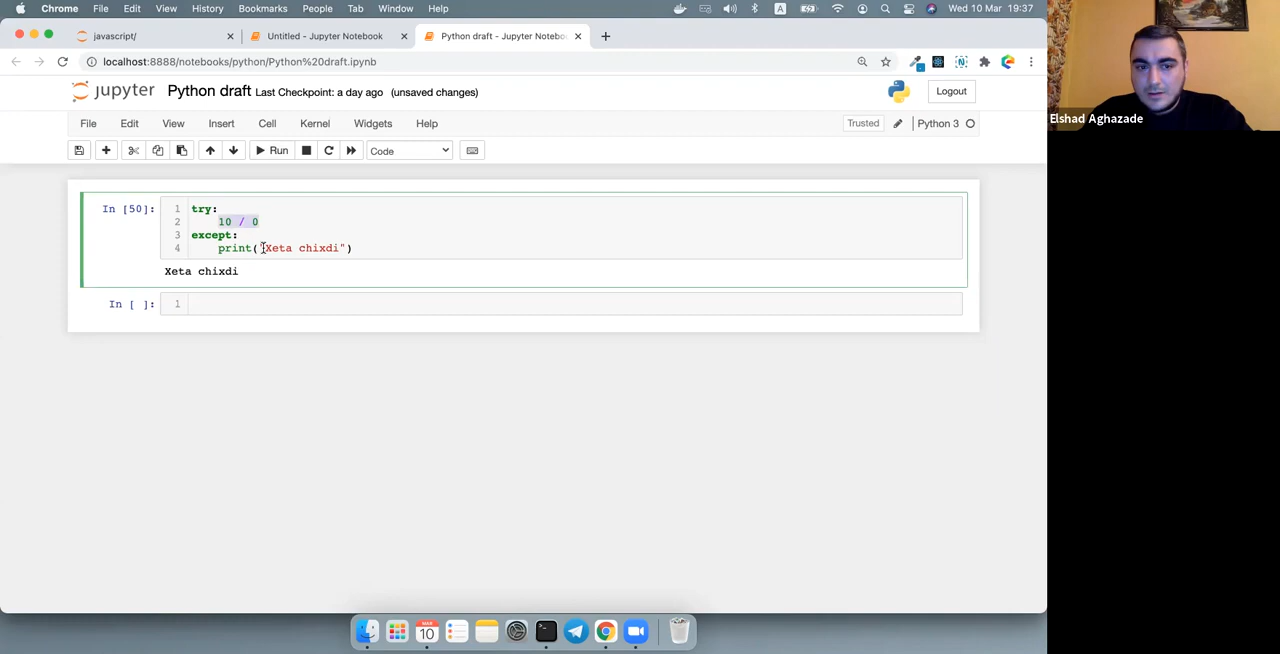 Chrome File Edit View History Bookmarks People Tab Window Help
A Wed 10 Mar 19:37
javascript/ Untitled - Jupyter Notebook Python draft - Jupyter Notebo
localhost:8888/notebooks/python/Python%20draft.ipynb
jupyter Python draft Last Checkpoint: a day ago (unsaved changes) Logout
File Edit View Insert Cell Kernel Widgets Help Trusted Python 3
Run Code
In [50]: 1 try:
2 10 / 0
3 except:
4 print("Xeta chixdi")
Xeta chixdi
In [ ]: 1
Elshad Aghazade
MAR
10